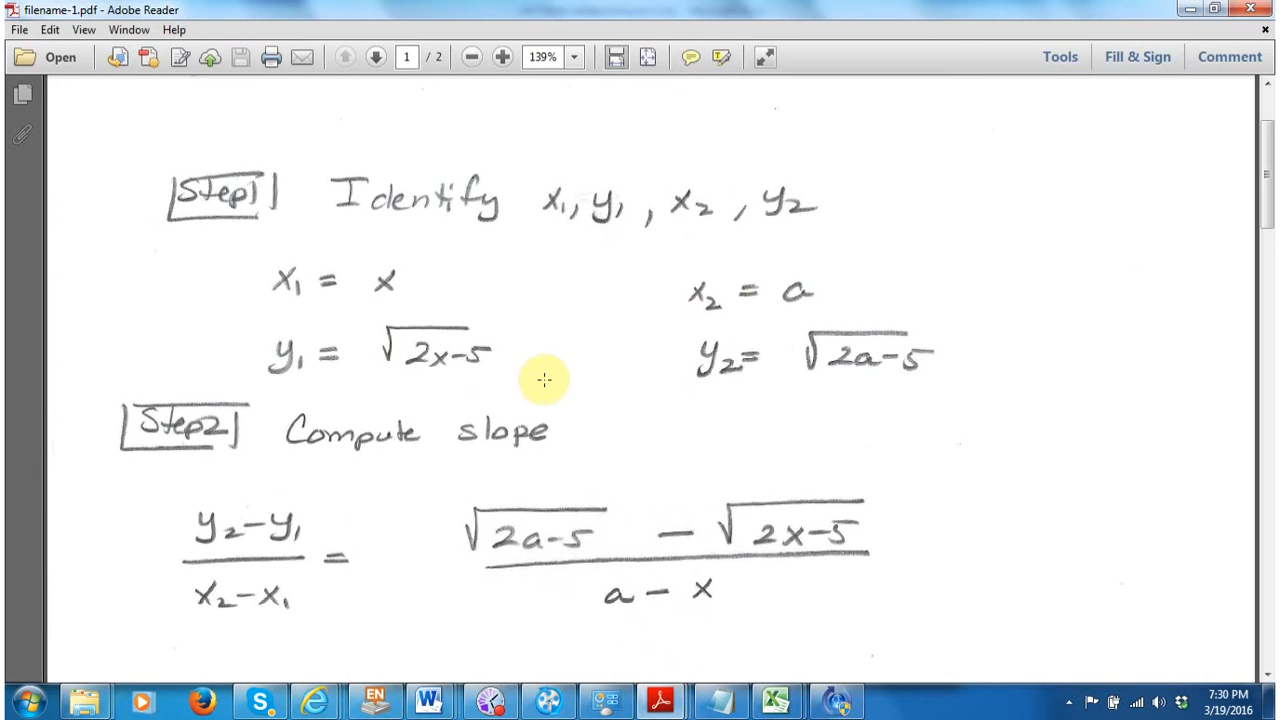 filename-1.pdf - Adobe Reader
File Edit View Window Help
Open 1 / 2 139% Tools Fill & Sign Comment
Step1 Identify x₁, y₁, x₂, y₂
x₁ = x x₂ = a
y₁ = √2x-5 y₂ = √2a-5
Step2 Compute slope
y₂-y₁ √2a-5 - √2x-5
=
x₂-x₁ a - x
EN
7:30 PM
3/19/2016